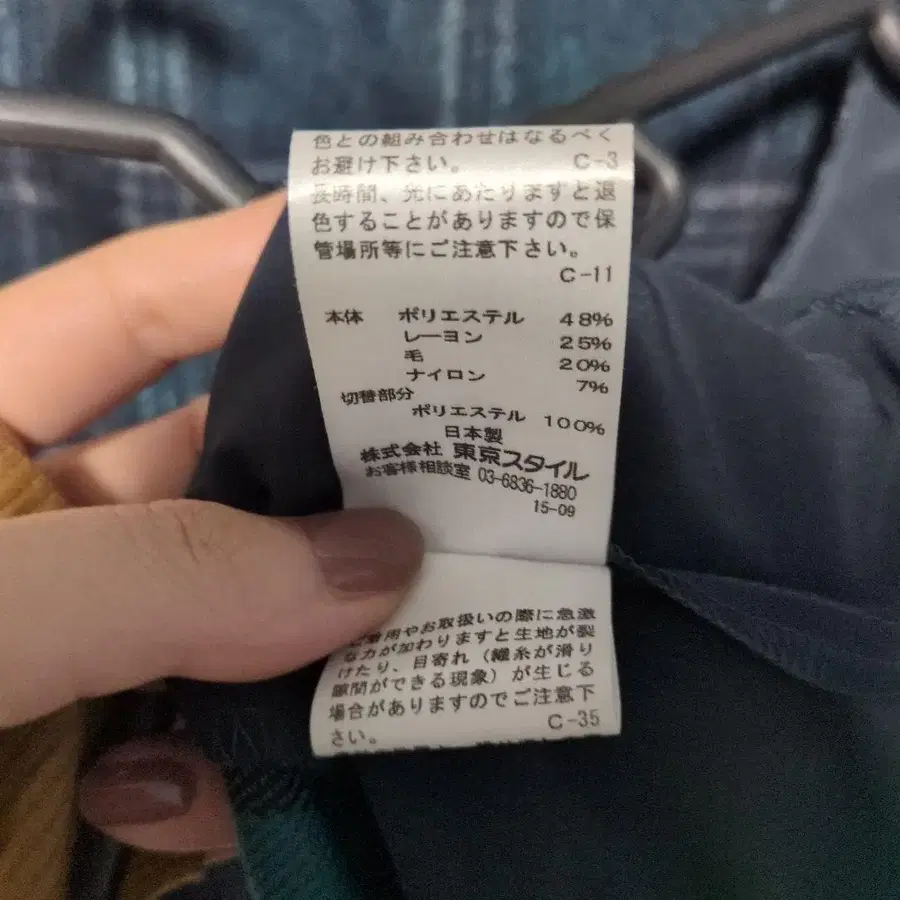 色との組み合わせはなるべく
お避け下さい。 C-3
長時間、光にあたりますと退
色することがありますので保
管場所等にご注意下さい。
C-11
本体 ポリエステル 48%
レーヨン 25%
毛 20%
ナイロン 7%
切替部分
ポリエステル 100%
日本製
株式会社 東京スタイル
お客様相談室 03-6836-1880
15-09
着用やお取扱いの際に急激
な力が加わりますと生地が裂
けたり、目寄れ(織糸が滑り
隙間ができる現象)が生じる
場合がありますのでご注意下
さい。 C-35